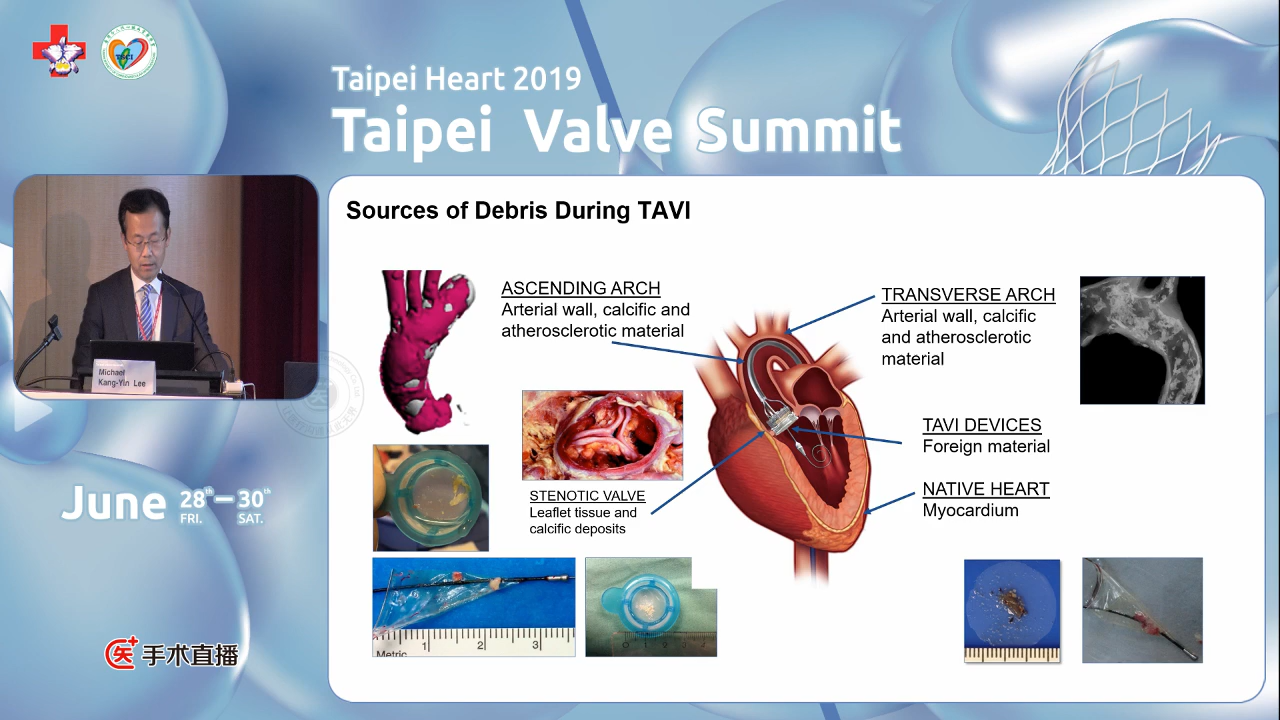 Taipei Heart 2019
Taipei Valve Summit
Michael
Kang-Yin Lee
June 28th – 30th
FRI. SAT.
手术直播
Sources of Debris During TAVI
ASCENDING ARCH
Arterial wall, calcific and
atherosclerotic material
TRANSVERSE ARCH
Arterial wall, calcific
and atherosclerotic
material
STENOTIC VALVE
Leaflet tissue and
calcific deposits
TAVI DEVICES
Foreign material
NATIVE HEART
Myocardium
Metric 1 2 3